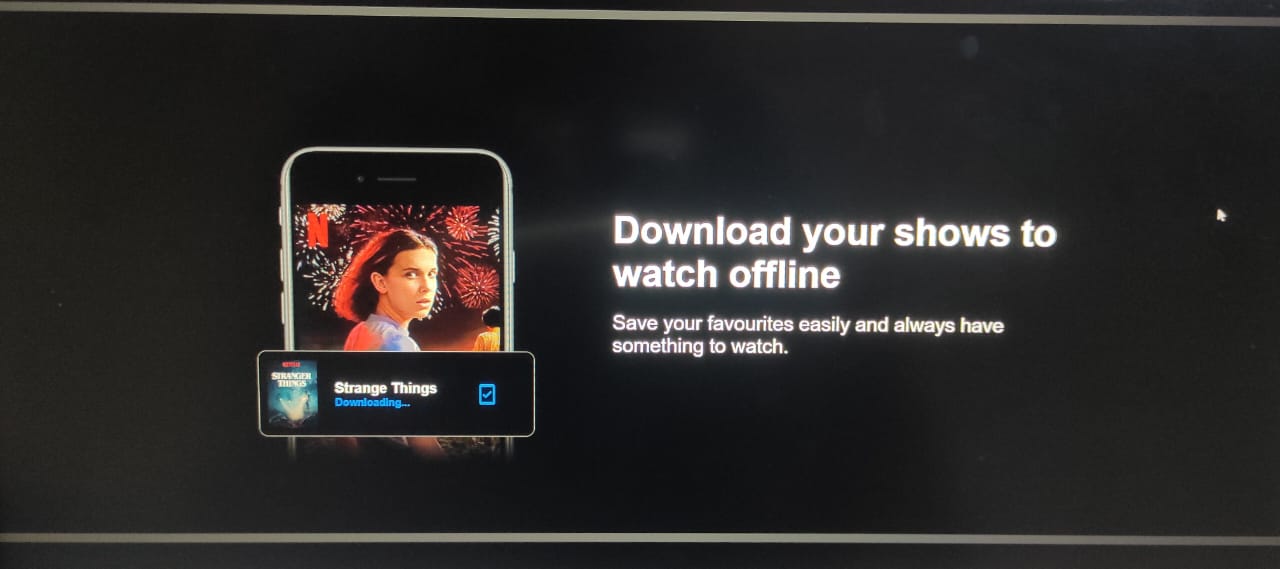 N
Download your shows to
watch offline
Save your favourites easily and always have
something to watch.
NETFLIX
STRANGER
THINGS
Strange Things
Downloading...